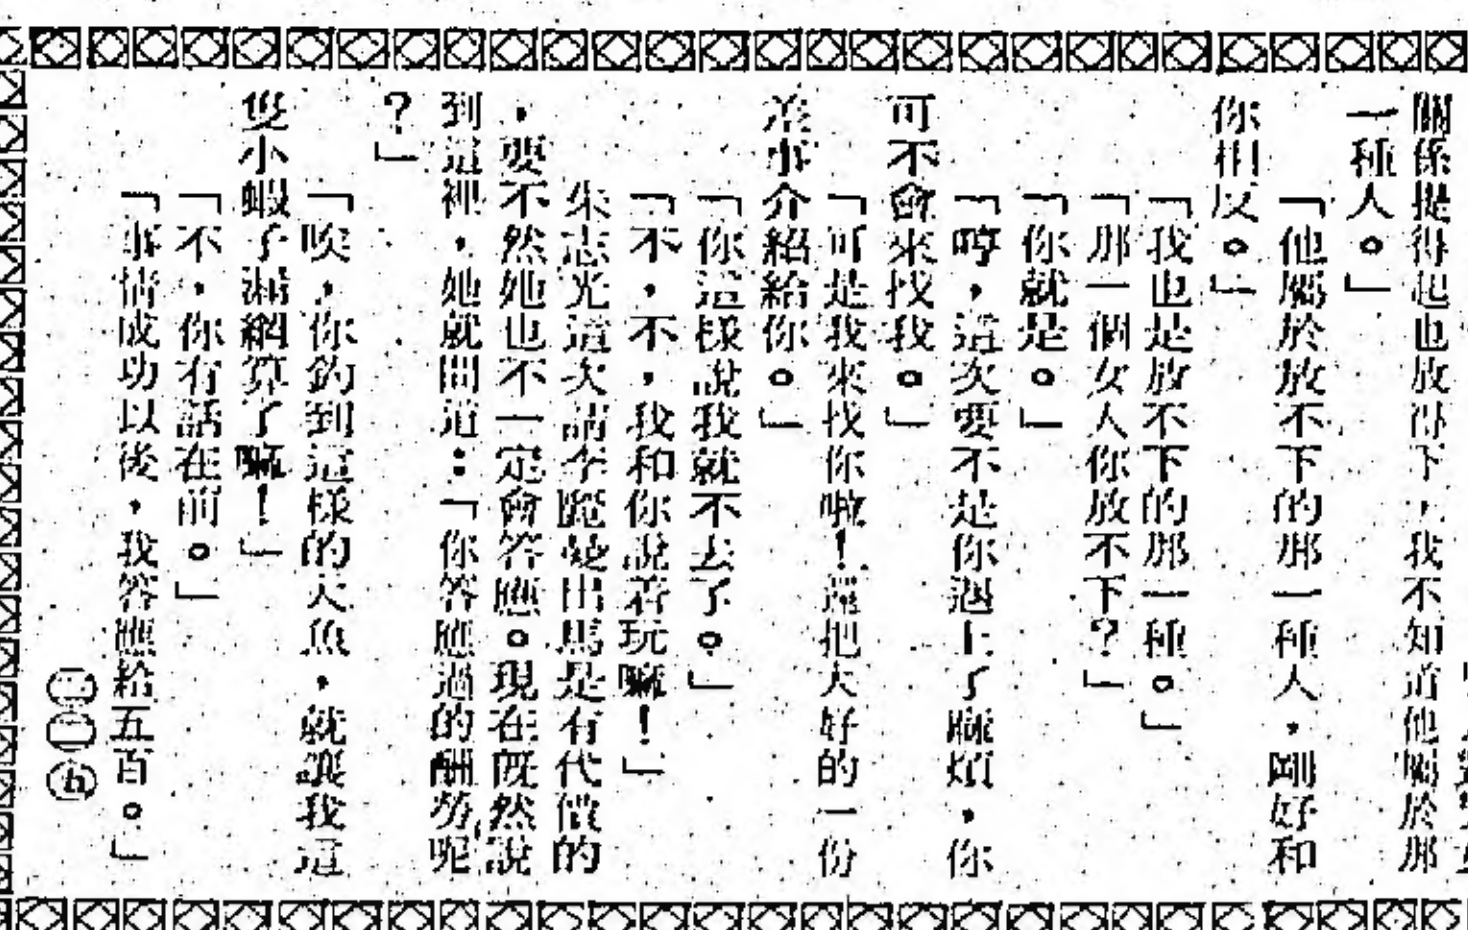 關係提得起也放得下，我不知道他屬於那
一種人。」
「他屬於放不下的那一種人，剛好和
你相反。」
「我也是放不下的那一種。」
「那一個女人你放不下？」
「你就是。」
「哼，這次要不是你遇上了麻煩，你
可不會來找我。」
「可是我來找你啦！還把大好的一份
差事介紹給你。」
「你這樣說我就不去了。」
「不，不，我和你說着玩嘛！」
朱志光這次請李麗曼出馬是有代價的
，要不然她也不一定會答應。現在既然說
到這裡，她就問道：「你答應過的酬勞呢
？」
「唉，你釣到這樣的大魚，就讓我這
隻小蝦子漏網算了嘛！」
「不，你有話在前。」
「事情成功以後，我答應給五百。」